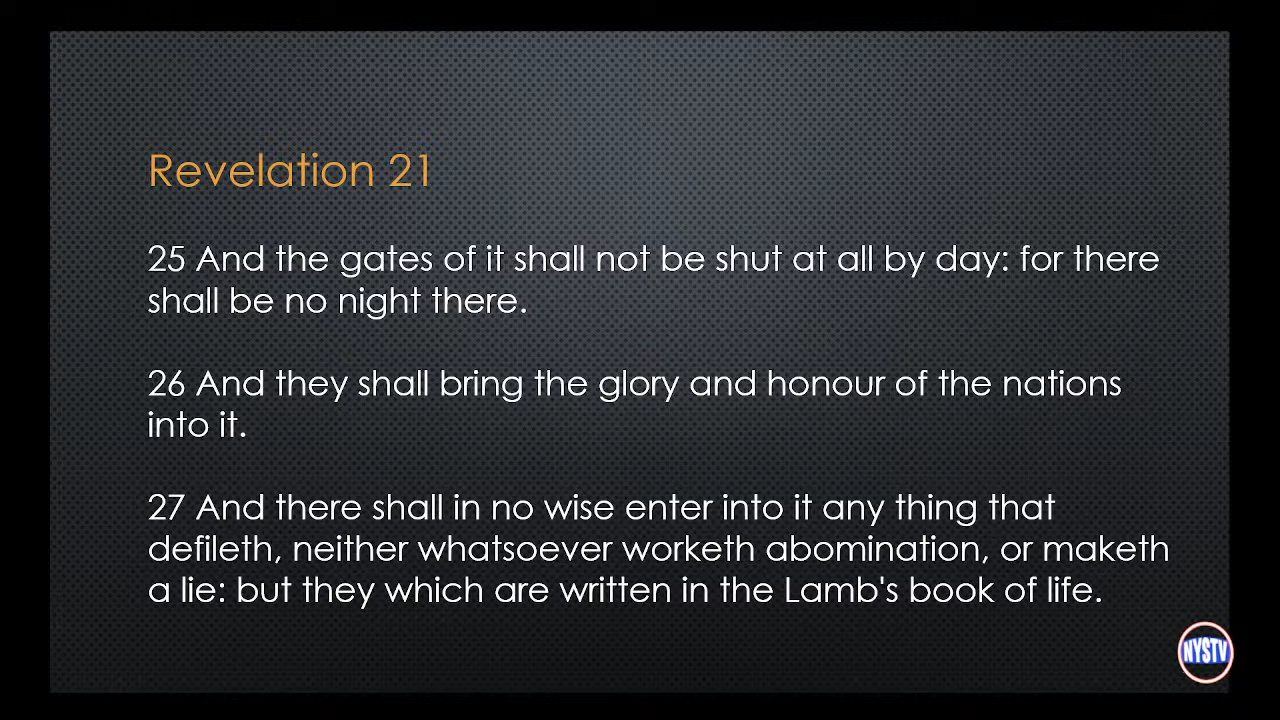 Revelation 21
25 And the gates of it shall not be shut at all by day: for there
shall be no night there.
26 And they shall bring the glory and honour of the nations
into it.
27 And there shall in no wise enter into it any thing that
defileth, neither whatsoever worketh abomination, or maketh
a lie: but they which are written in the Lamb's book of life.
NYSTV